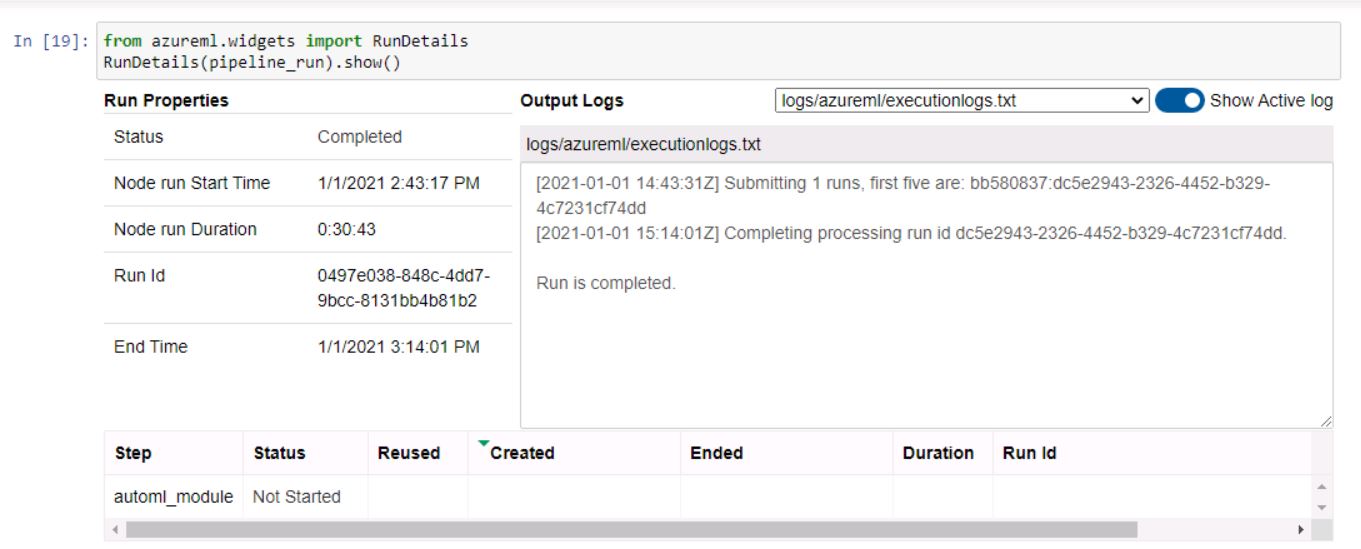 In [19]: from azureml.widgets import RunDetails
RunDetails(pipeline_run).show()
Run Properties
Status Completed
Node run Start Time 1/1/2021 2:43:17 PM
Node run Duration 0:30:43
Run Id 0497e038-848c-4dd7-
9bcc-8131bb4b81b2
End Time 1/1/2021 3:14:01 PM
Output Logs logs/azureml/executionlogs.txt Show Active log
logs/azureml/executionlogs.txt
[2021-01-01 14:43:31Z] Submitting 1 runs, first five are: bb580837:dc5e2943-2326-4452-b329-
4c7231cf74dd
[2021-01-01 15:14:01Z] Completing processing run id dc5e2943-2326-4452-b329-4c7231cf74dd.
Run is completed.
Step Status Reused Created Ended Duration Run Id
automl_module Not Started